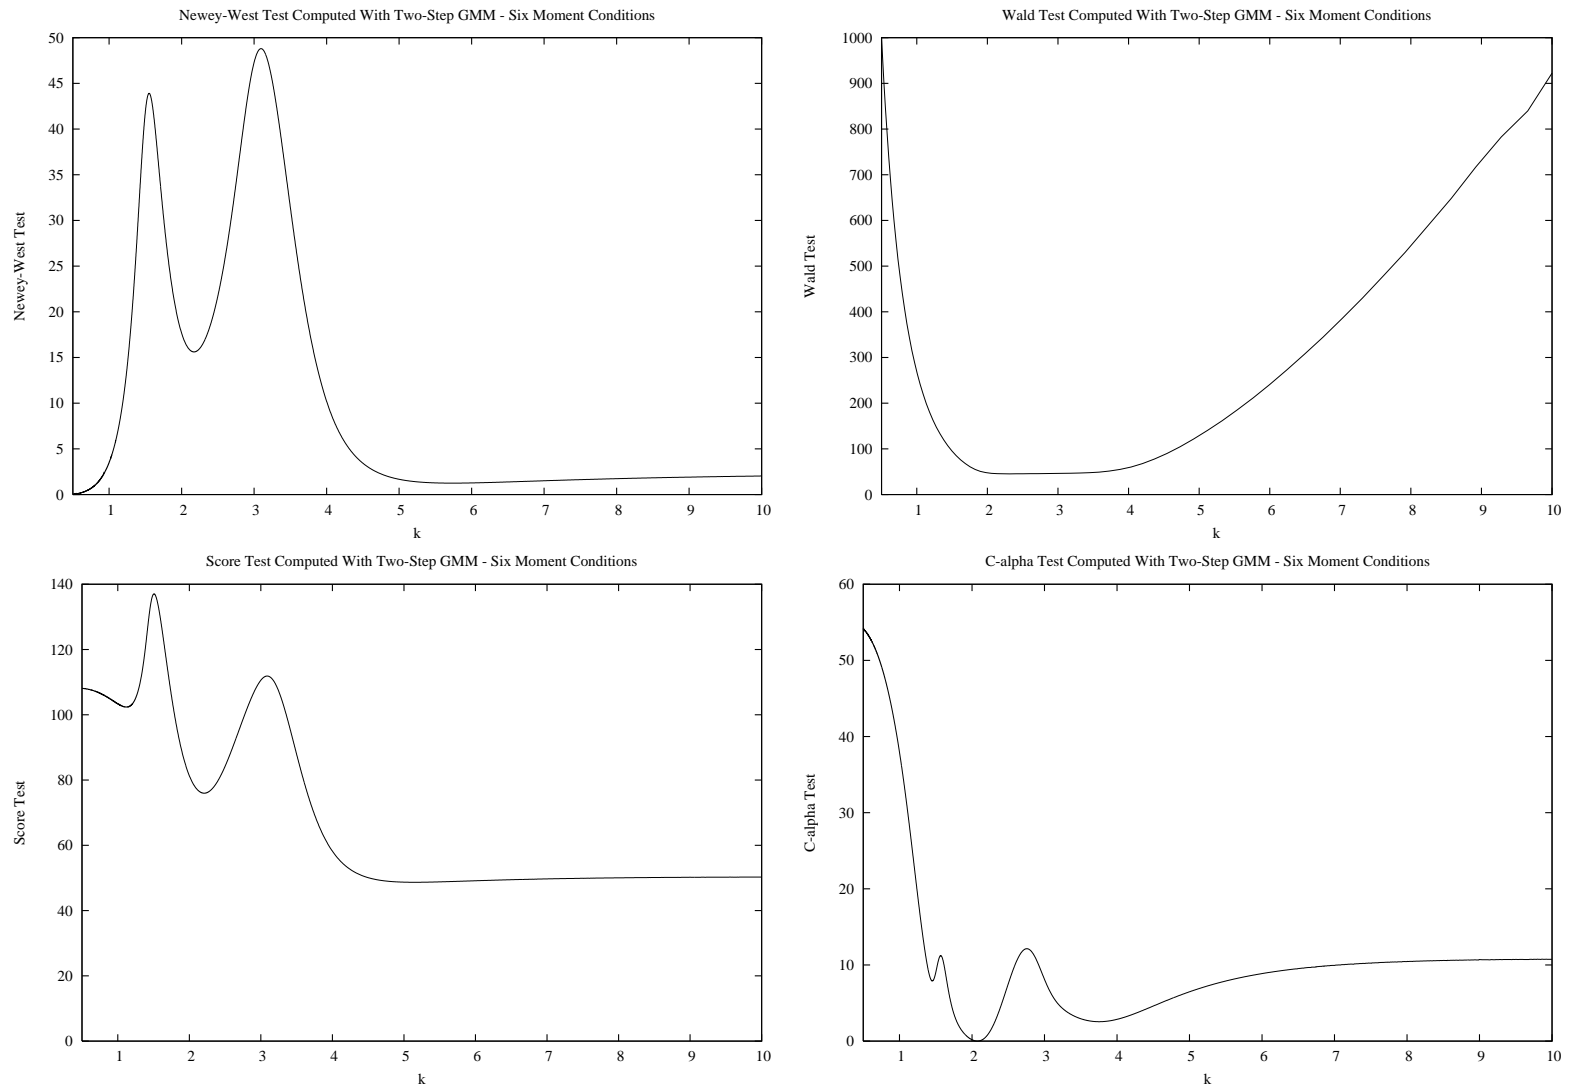 Newey-West Test Computed With Two-Step GMM - Six Moment Conditions
50
45
40
35
30
25
20
15
10
5
0
Newey-West Test
1 2 3 4 5 6 7 8 9 10
k
Wald Test Computed With Two-Step GMM - Six Moment Conditions
1000
900
800
700
600
500
400
300
200
100
0
Wald Test
1 2 3 4 5 6 7 8 9 10
k
Score Test Computed With Two-Step GMM - Six Moment Conditions
140
120
100
80
60
40
20
0
Score Test
1 2 3 4 5 6 7 8 9 10
k
C-alpha Test Computed With Two-Step GMM - Six Moment Conditions
60
50
40
30
20
10
0
C-alpha Test
1 2 3 4 5 6 7 8 9 10
k